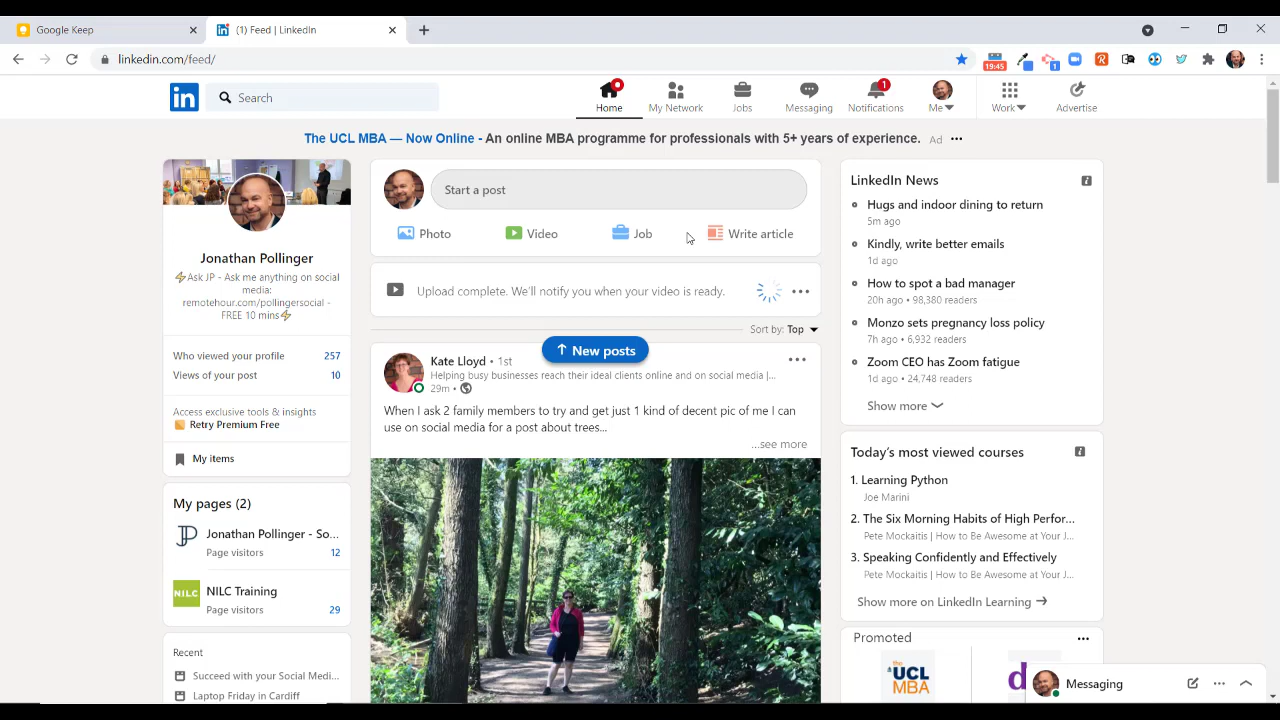 Google Keep
(1) Feed | LinkedIn
linkedin.com/feed/
19:45
1
in
Search
Home
My Network
Jobs
Messaging
1
Notifications
Me
Work
Advertise
The UCL MBA — Now Online - An online MBA programme for professionals with 5+ years of experience. Ad
Jonathan Pollinger
⚡Ask JP - Ask me anything on social
media:
remotehour.com/pollingersocial -
FREE 10 mins⚡
Who viewed your profile 257
Views of your post 10
Access exclusive tools & insights
Retry Premium Free
My items
My pages (2)
Jonathan Pollinger - So...
Page visitors 12
NILC
NILC Training
Page visitors 29
Recent
Succeed with your Social Medi...
Laptop Friday in Cardiff
Start a post
Photo
Video
Job
Write article
Upload complete. We'll notify you when your video is ready.
Sort by: Top
↑ New posts
Kate Lloyd • 1st
Helping busy businesses reach their ideal clients online and on social media |...
29m •
When I ask 2 family members to try and get just 1 kind of decent pic of me I can
use on social media for a post about trees...
...see more
LinkedIn News
Hugs and indoor dining to return
5m ago
Kindly, write better emails
1d ago
How to spot a bad manager
20h ago • 98,380 readers
Monzo sets pregnancy loss policy
7h ago • 6,932 readers
Zoom CEO has Zoom fatigue
1d ago • 24,748 readers
Show more
Today's most viewed courses
1. Learning Python
Joe Marini
2. The Six Morning Habits of High Perfor...
Pete Mockaitis | How to Be Awesome at Your J...
3. Speaking Confidently and Effectively
Pete Mockaitis | How to Be Awesome at Your J...
Show more on LinkedIn Learning →
Promoted
the
UCL
MBA
d
Messaging